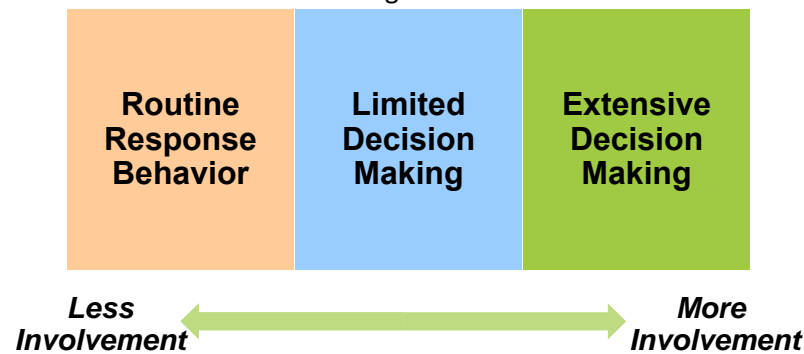 Routine
Response
Behavior
Limited
Decision
Making
Extensive
Decision
Making
Less
Involvement
More
Involvement